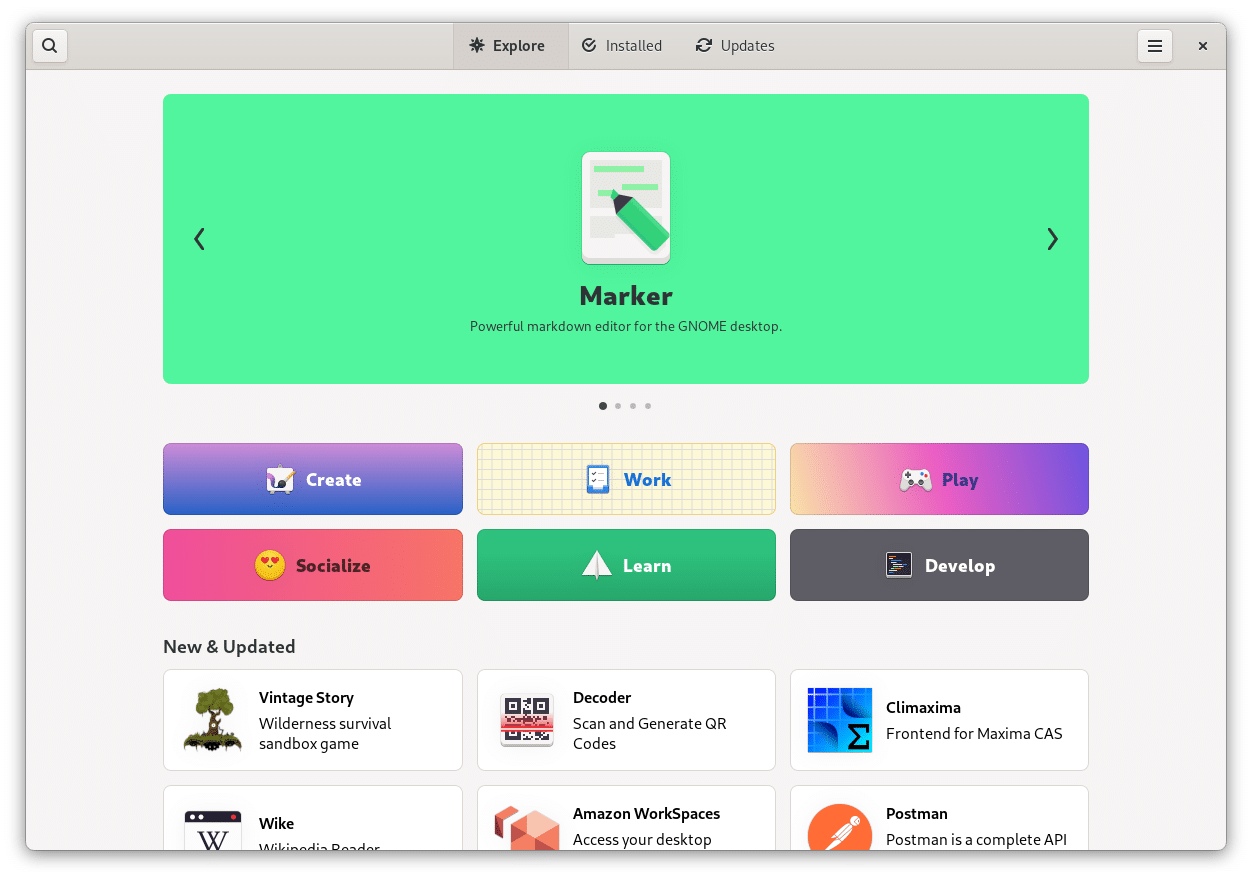 Explore
Installed
Updates
Marker
Powerful markdown editor for the GNOME desktop.
Create
Work
Play
Socialize
Learn
Develop
New & Updated
Vintage Story
Wilderness survival
sandbox game
Decoder
Scan and Generate QR
Codes
Climaxima
Frontend for Maxima CAS
Σ
W
Wike
Wikipedia Reader
Amazon WorkSpaces
Access your desktop
Postman
Postman is a complete API